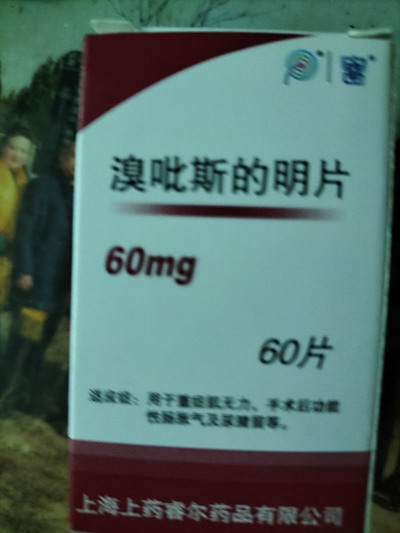 溴吡斯的明片
60mg
60片
适应症：用于重症肌无力、手术后功能
性肠胀气及尿潴留等。
上海上药睿尔药品有限公司